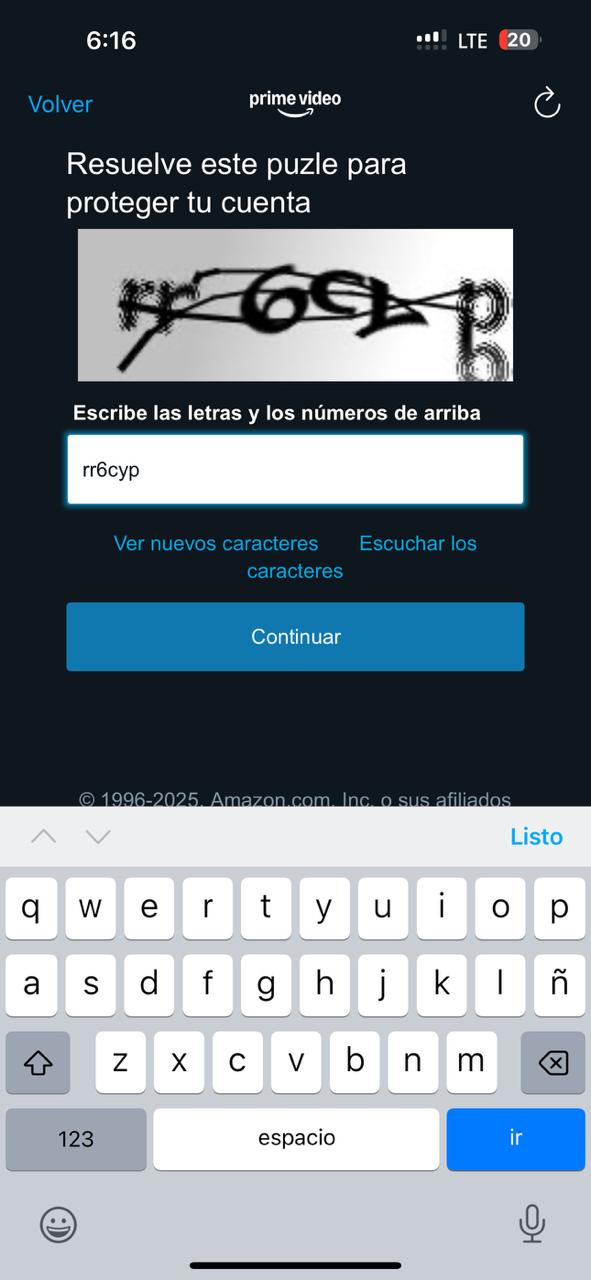 6:16
LTE
20
Volver
prime video
Resuelve este puzle para
proteger tu cuenta
Escribe las letras y los números de arriba
rr6cyp
Ver nuevos caracteres
Escuchar los
caracteres
Continuar
© 1996-2025, Amazon.com, Inc. o sus afiliados
Listo
q w e r t y u i o p
a s d f g h j k l ñ
z x c v b n m
123
espacio
ir